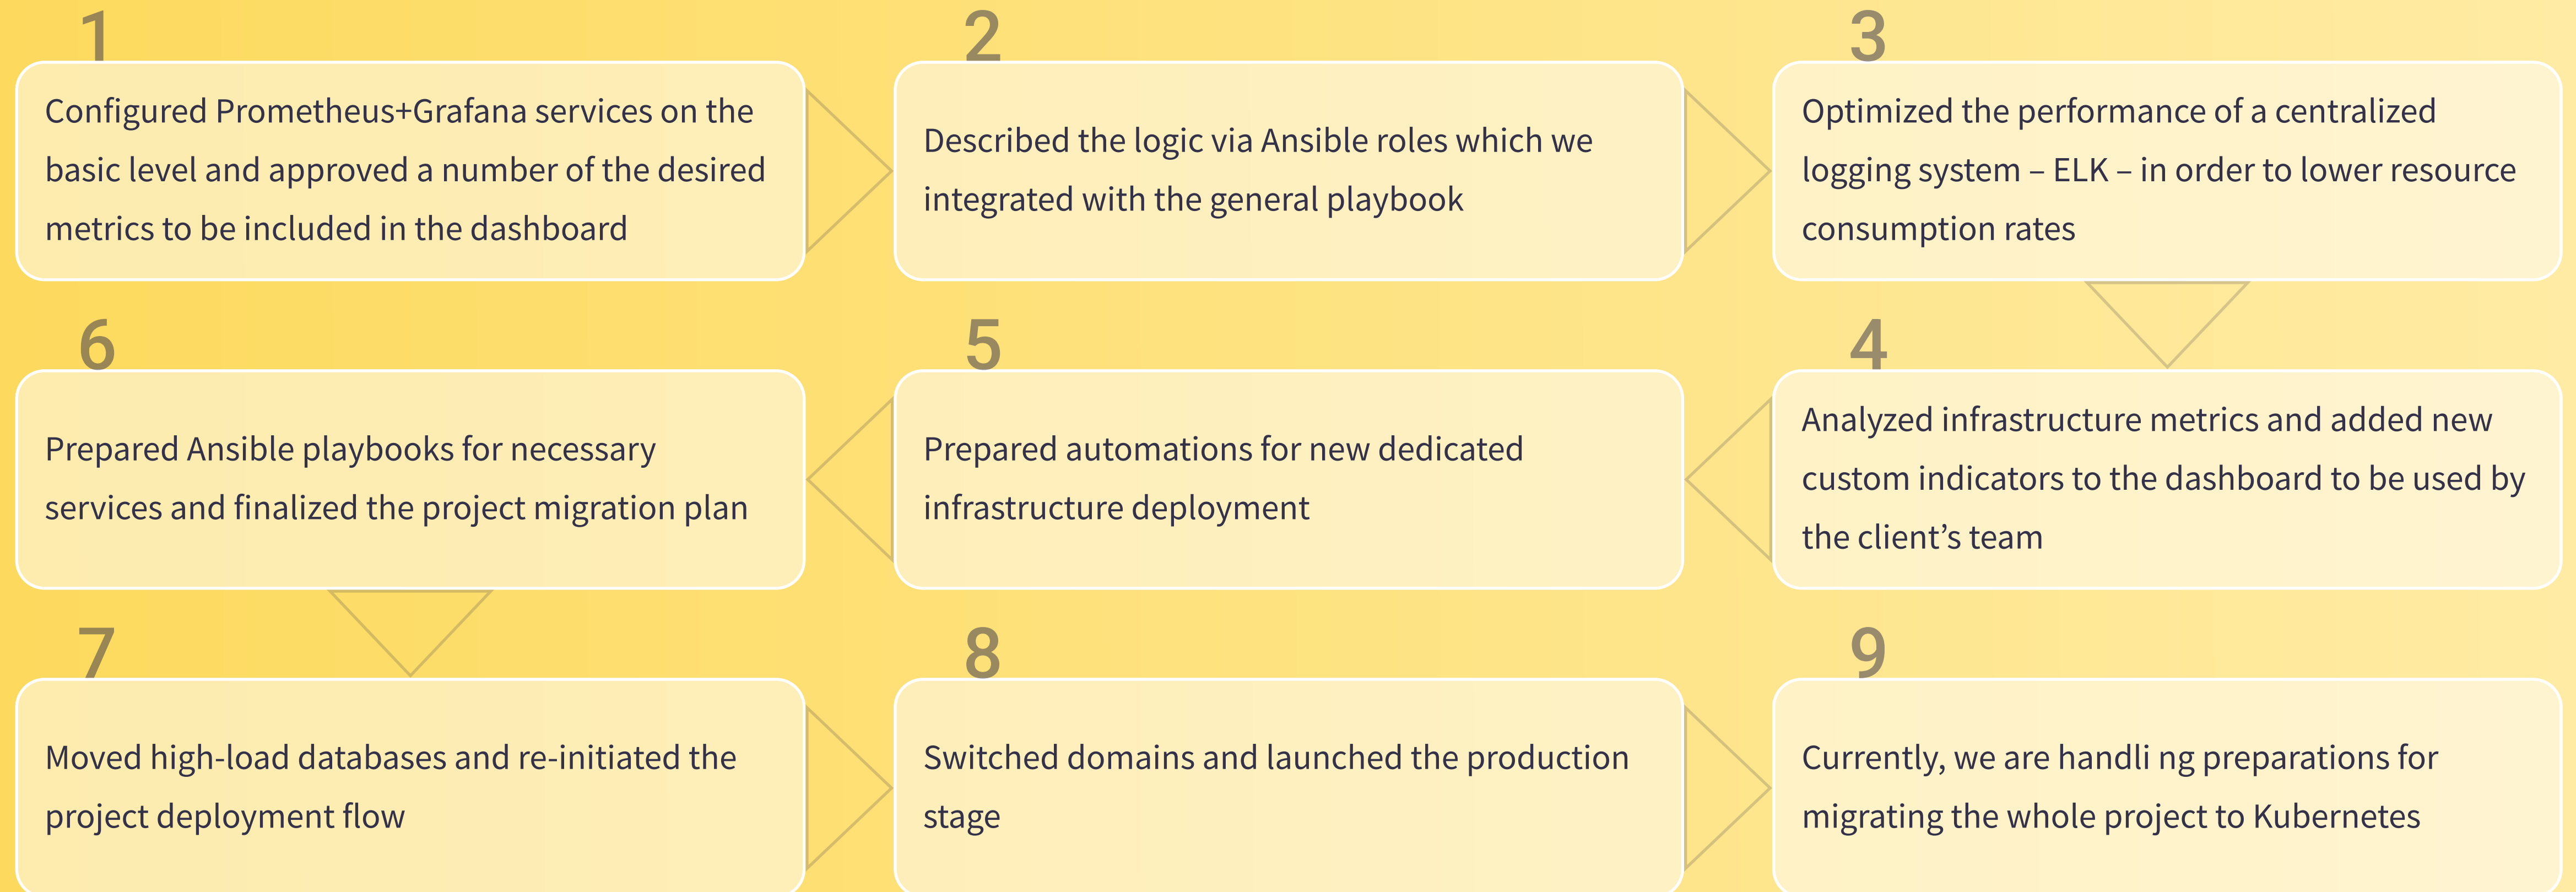 1
Configured Prometheus+Grafana services on the
basic level and approved a number of the desired
metrics to be included in the dashboard
2
Described the logic via Ansible roles which we
integrated with the general playbook
3
Optimized the performance of a centralized
logging system – ELK – in order to lower resource
consumption rates
4
Analyzed infrastructure metrics and added new
custom indicators to the dashboard to be used by
the client’s team
5
Prepared automations for new dedicated
infrastructure deployment
6
Prepared Ansible playbooks for necessary
services and finalized the project migration plan
7
Moved high-load databases and re-initiated the
project deployment flow
8
Switched domains and launched the production
stage
9
Currently, we are handli ng preparations for
migrating the whole project to Kubernetes